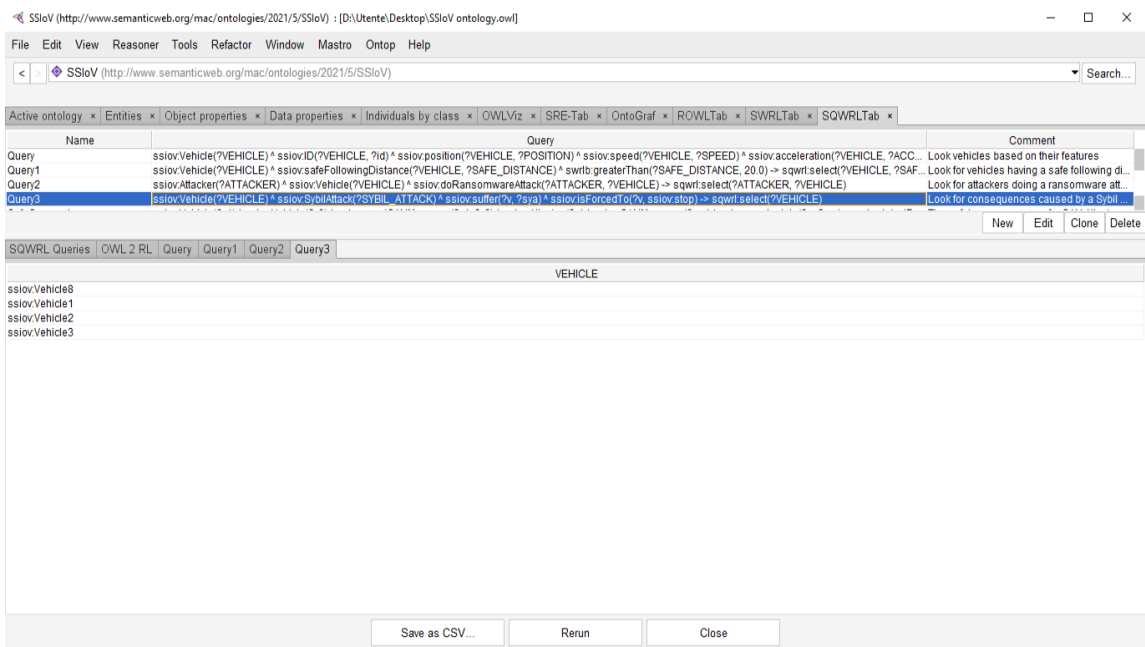 SSIoV (http://www.semanticweb.org/mac/ontologies/2021/5/SSIoV) : [D:\Utente\Desktop\SSIoV ontology.owl]
File Edit View Reasoner Tools Refactor Window Mastro Ontop Help
< > SSIoV (http://www.semanticweb.org/mac/ontologies/2021/5/SSIoV) Search...
Active ontology × Entities × Object properties × Data properties × Individuals by class × OWLViz × SRE-Tab × OntoGraf × ROWLTab × SWRLTab × SQWRLTab ×
Name Query Comment
Query ssiov:Vehicle(?VEHICLE) ^ ssiov:ID(?VEHICLE, ?id) ^ ssiov:position(?VEHICLE, ?POSITION) ^ ssiov:speed(?VEHICLE, ?SPEED) ^ ssiov:acceleration(?VEHICLE, ?ACC... Look vehicles based on their features
Query1 ssiov:Vehicle(?VEHICLE) ^ ssiov:safeFollowingDistance(?VEHICLE, ?SAFE_DISTANCE) ^ swrlb:greaterThan(?SAFE_DISTANCE, 20.0) -> sqwrl:select(?VEHICLE, ?SAF... Look for vehicles having a safe following di...
Query2 ssiov:Attacker(?ATTACKER) ^ ssiov:Vehicle(?VEHICLE) ^ ssiov:doRansomwareAttack(?ATTACKER, ?VEHICLE) -> sqwrl:select(?ATTACKER, ?VEHICLE) Look for attackers doing a ransomware att...
Query3 ssiov:Vehicle(?VEHICLE) ^ ssiov:SybilAttack(?SYBIL_ATTACK) ^ ssiov:suffer(?v, ?sya) ^ ssiov:isForcedTo(?v, ssiov:stop) -> sqwrl:select(?VEHICLE) Look for consequences caused by a Sybil ...
New Edit Clone Delete
SQWRL Queries OWL 2 RL Query Query1 Query2 Query3
VEHICLE
ssiov:Vehicle8
ssiov:Vehicle1
ssiov:Vehicle2
ssiov:Vehicle3
Save as CSV... Rerun Close